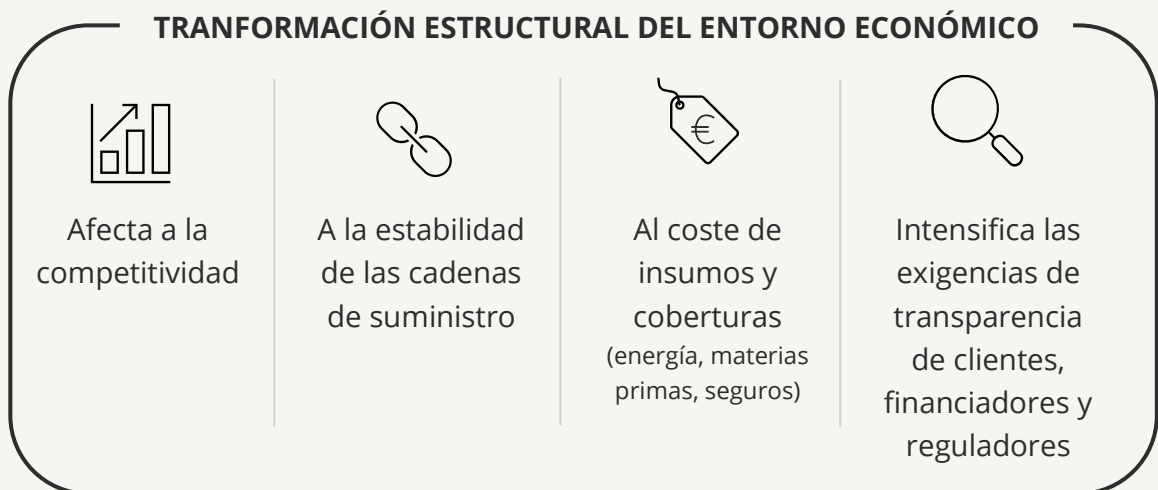 TRANFORMACIÓN ESTRUCTURAL DEL ENTORNO ECONÓMICO
Afecta a la
competitividad
A la estabilidad
de las cadenas
de suministro
€
Al coste de
insumos y
coberturas
(energía, materias
primas, seguros)
Intensifica las
exigencias de
transparencia
de clientes,
financiadores y
reguladores